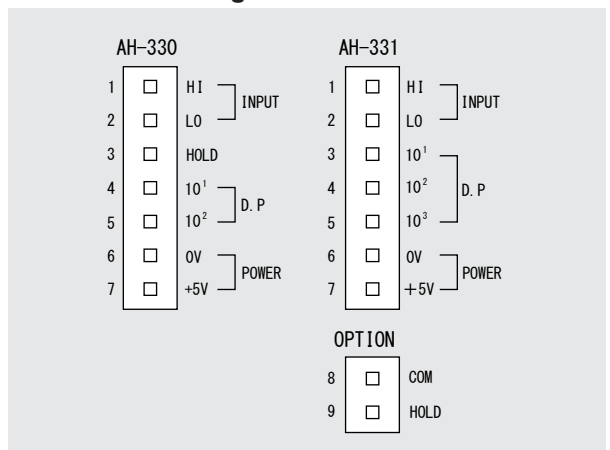 AH-330
1 HI
INPUT
2 LO
3 HOLD
4 10¹
D.P
5 10²
6 0V
POWER
7 +5V
AH-331
1 HI
INPUT
2 LO
3 10¹
4 10²
D.P
5 10³
6 0V
POWER
7 +5V
OPTION
8 COM
9 HOLD